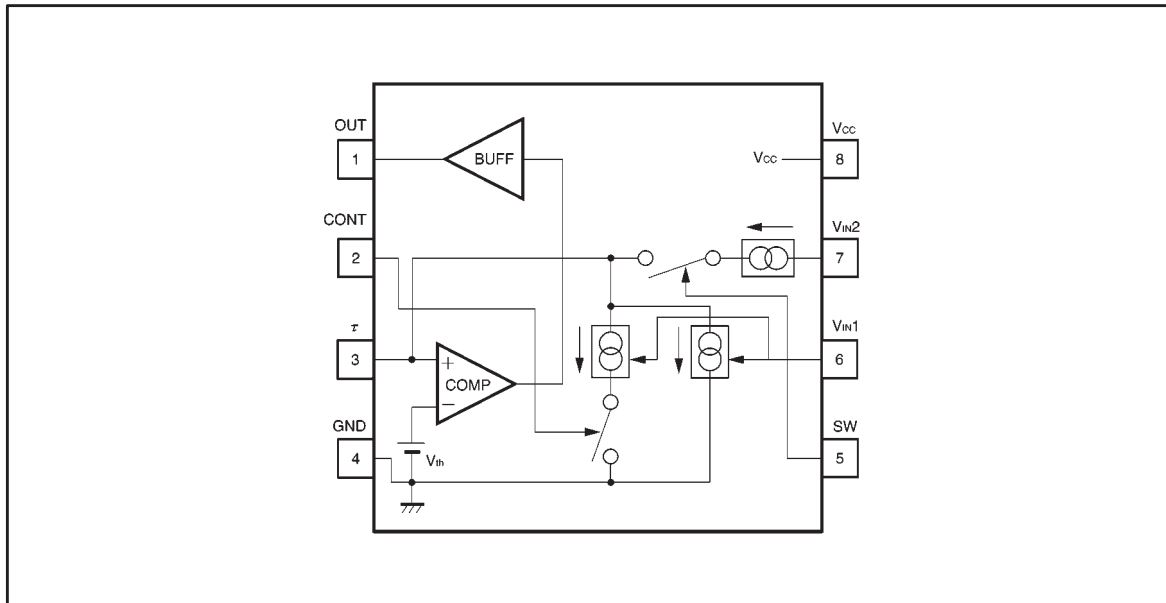 OUT
1
BUFF
CONT
2
τ
3
+
COMP
−
GND
4
Vth
Vcc
Vcc
8
VIN2
7
VIN1
6
SW
5